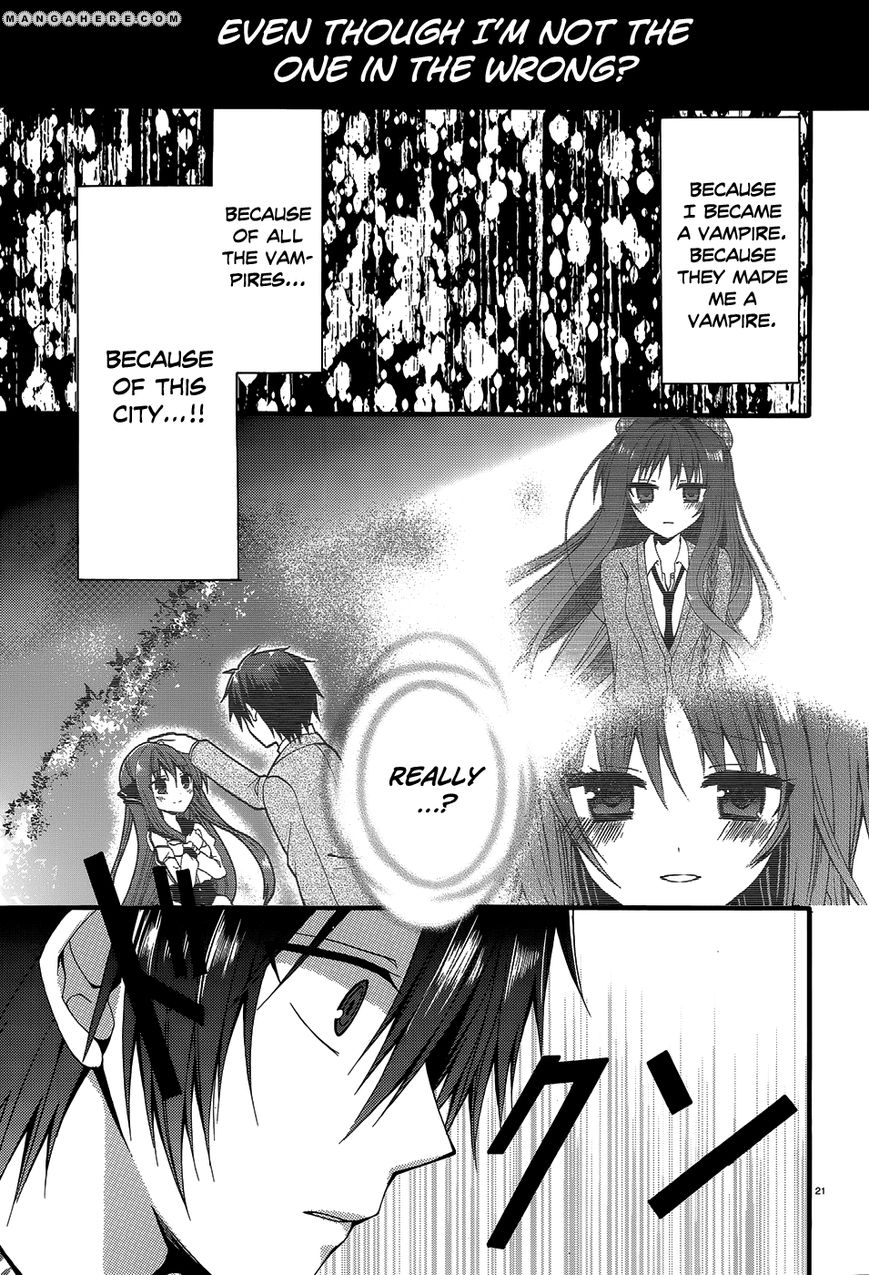 MANGAHERE.COM
EVEN THOUGH I'M NOT THE
ONE IN THE WRONG?
BECAUSE
I BECAME
A VAMPIRE.
BECAUSE
THEY MADE
ME A
VAMPIRE.
BECAUSE
OF ALL
THE VAM-
PIRES...
BECAUSE
OF THIS
CITY...!!
REALLY
...?
ドクン
21